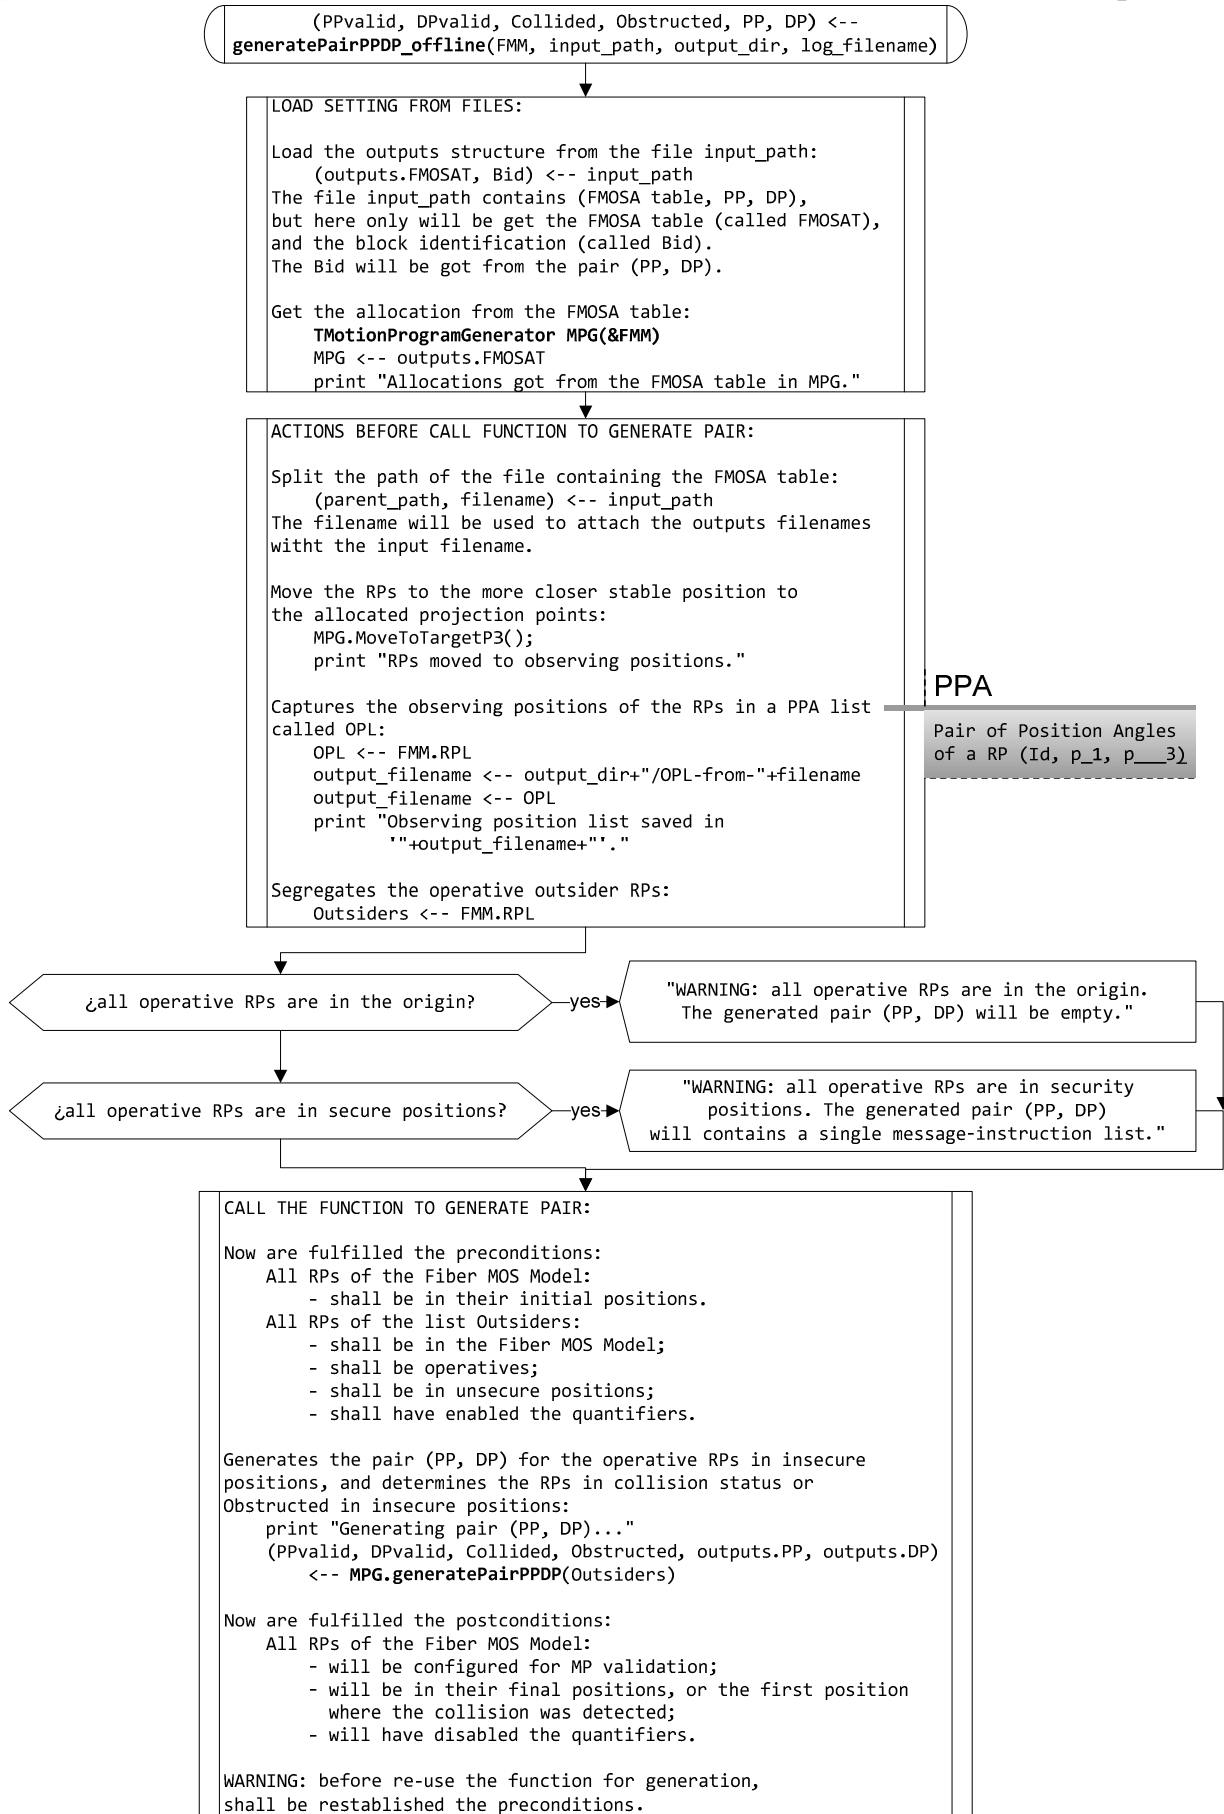 (PPvalid, DPvalid, Collided, Obstructed, PP, DP) <--
generatePairPPDP_offline(FMM, input_path, output_dir, log_filename)
LOAD SETTING FROM FILES:
Load the outputs structure from the file input_path:
(outputs.FMOSAT, Bid) <-- input_path
The file input_path contains (FMOSA table, PP, DP),
but here only will be get the FMOSA table (called FMOSAT),
and the block identification (called Bid).
The Bid will be got from the pair (PP, DP).
Get the allocation from the FMOSA table:
TMotionProgramGenerator MPG(&FMM)
MPG <-- outputs.FMOSAT
print "Allocations got from the FMOSA table in MPG."
ACTIONS BEFORE CALL FUNCTION TO GENERATE PAIR:
Split the path of the file containing the FMOSA table:
(parent_path, filename) <-- input_path
The filename will be used to attach the outputs filenames
witht the input filename.
Move the RPs to the more closer stable position to
the allocated projection points:
MPG.MoveToTargetP3();
print "RPs moved to observing positions."
Captures the observing positions of the RPs in a PPA list
called OPL:
OPL <-- FMM.RPL
output_filename <-- output_dir+"/OPL-from-"+filename
output_filename <-- OPL
print "Observing position list saved in
'"+output_filename+"'."
Segregates the operative outsider RPs:
Outsiders <-- FMM.RPL
PPA
Pair of Position Angles
of a RP (Id, p_1, p___3)
¿all operative RPs are in the origin?
yes
"WARNING: all operative RPs are in the origin.
The generated pair (PP, DP) will be empty."
¿all operative RPs are in secure positions?
yes
"WARNING: all operative RPs are in security
positions. The generated pair (PP, DP)
will contains a single message-instruction list."
CALL THE FUNCTION TO GENERATE PAIR:
Now are fulfilled the preconditions:
All RPs of the Fiber MOS Model:
- shall be in their initial positions.
All RPs of the list Outsiders:
- shall be in the Fiber MOS Model;
- shall be operatives;
- shall be in unsecure positions;
- shall have enabled the quantifiers.
Generates the pair (PP, DP) for the operative RPs in insecure
positions, and determines the RPs in collision status or
Obstructed in insecure positions:
print "Generating pair (PP, DP)..."
(PPvalid, DPvalid, Collided, Obstructed, outputs.PP, outputs.DP)
<-- MPG.generatePairPPDP(Outsiders)
Now are fulfilled the postconditions:
All RPs of the Fiber MOS Model:
- will be configured for MP validation;
- will be in their final positions, or the first position
where the collision was detected;
- will have disabled the quantifiers.
WARNING: before re-use the function for generation,
shall be restablished the preconditions.